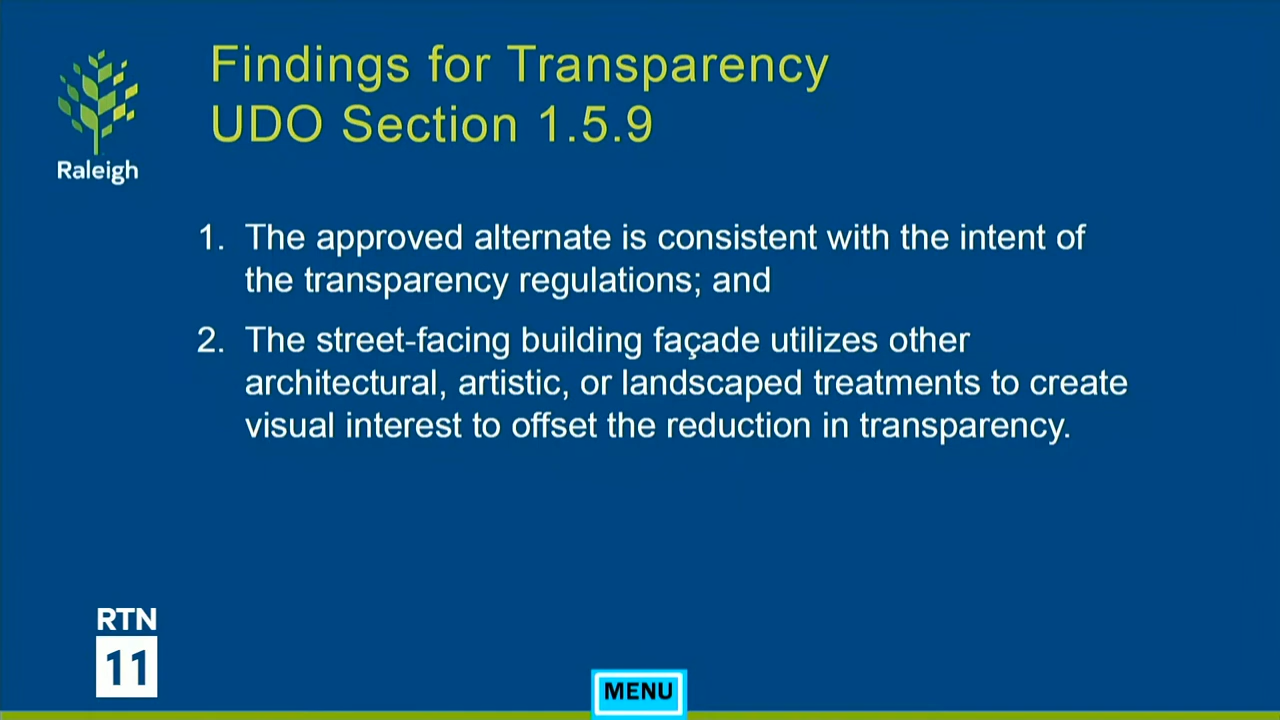 Findings for Transparency
UDO Section 1.5.9
Raleigh
1. The approved alternate is consistent with the intent of
the transparency regulations; and
2. The street-facing building façade utilizes other
architectural, artistic, or landscaped treatments to create
visual interest to offset the reduction in transparency.
RTN
11
MENU